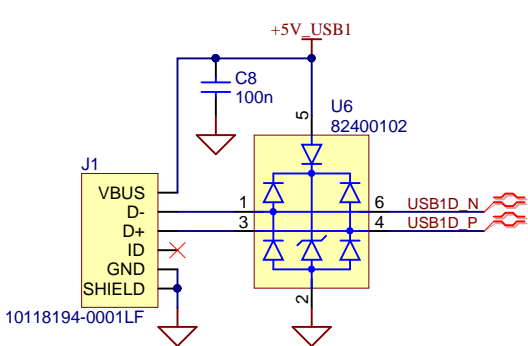 +5V_USB1
C8
100n
5
U6
82400102
J1
VBUS
D-
D+
ID
GND
SHIELD
1
3
6
4
USB1D_N
USB1D_P
2
10118194-0001LF